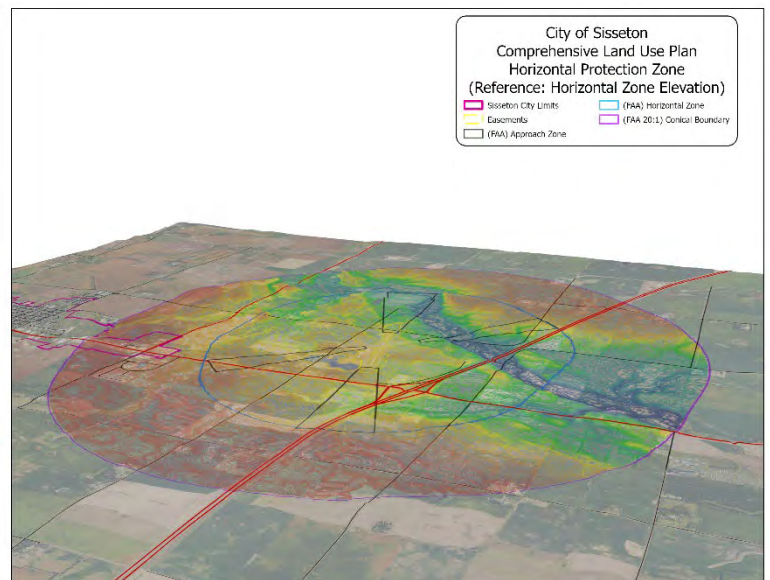 City of Sisseton
Comprehensive Land Use Plan
Horizontal Protection Zone
(Reference: Horizontal Zone Elevation)
Sisseton City Limits
Easements
(FAA) Approach Zone
(FAA) Horizontal Zone
(FAA 20:1) Conical Boundary